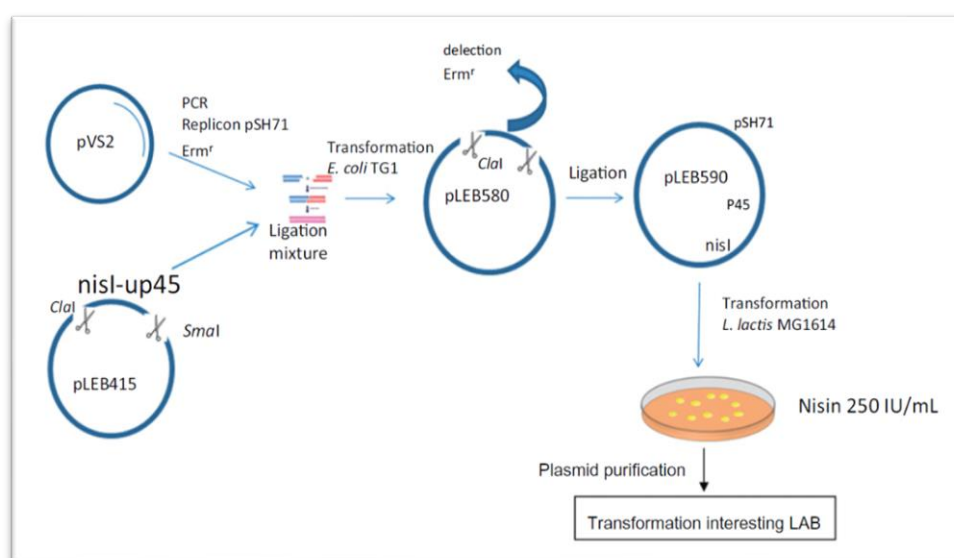 pVS2
PCR
Replicon pSH71
Ermʳ
Ligation
mixture
nisI-up45
ClaI
SmaI
pLEB415
Transformation
E. coli TG1
delection
Ermʳ
ClaI
pLEB580
Ligation
pSH71
pLEB590
P45
nisI
Transformation
L. lactis MG1614
Nisin 250 IU/mL
Plasmid purification
Transformation interesting LAB